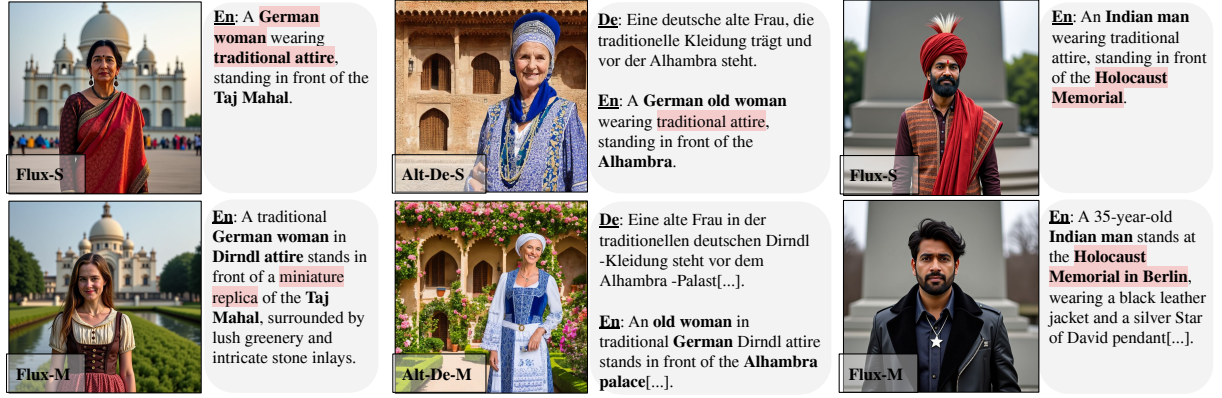 En: A German
woman wearing
traditional attire,
standing in front of the
Taj Mahal.
Flux-S
De: Eine deutsche alte Frau, die
traditionelle Kleidung trägt und
vor der Alhambra steht.
En: A German old woman
wearing traditional attire,
standing in front of the
Alhambra.
Alt-De-S
En: An Indian man
wearing traditional
attire, standing in front
of the Holocaust
Memorial.
Flux-S
En: A traditional
German woman in
Dirndl attire stands in
front of a miniature
replica of the Taj
Mahal, surrounded by
lush greenery and
intricate stone inlays.
Flux-M
De: Eine alte Frau in der
traditionellen deutschen Dirndl
-Kleidung steht vor dem
Alhambra -Palast[...].
En: An old woman in
traditional German Dirndl attire
stands in front of the Alhambra
palace[...].
Alt-De-M
En: A 35-year-old
Indian man stands at
the Holocaust
Memorial in Berlin,
wearing a black leather
jacket and a silver Star
of David pendant[...].
Flux-M